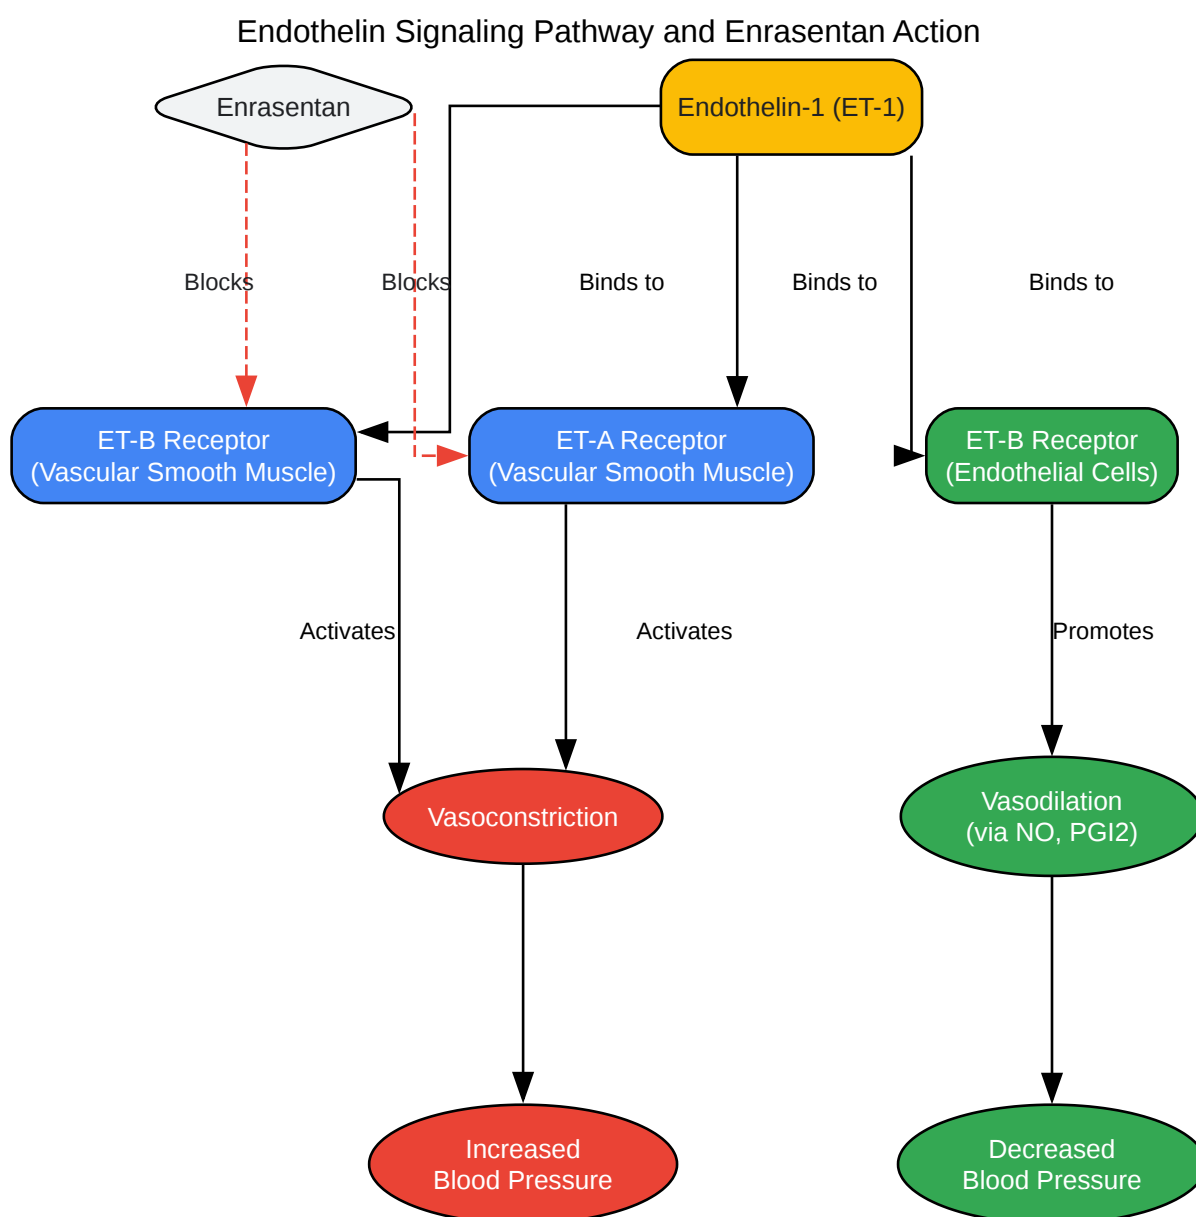 Endothelin Signaling Pathway and Enrasentan Action
Enrasentan
Endothelin-1 (ET-1)
Blocks
Blocks
Binds to
Binds to
Binds to
ET-B Receptor
(Vascular Smooth Muscle)
ET-A Receptor
(Vascular Smooth Muscle)
ET-B Receptor
(Endothelial Cells)
Activates
Activates
Promotes
Vasoconstriction
Vasodilation
(via NO, PGI2)
Increased
Blood Pressure
Decreased
Blood Pressure